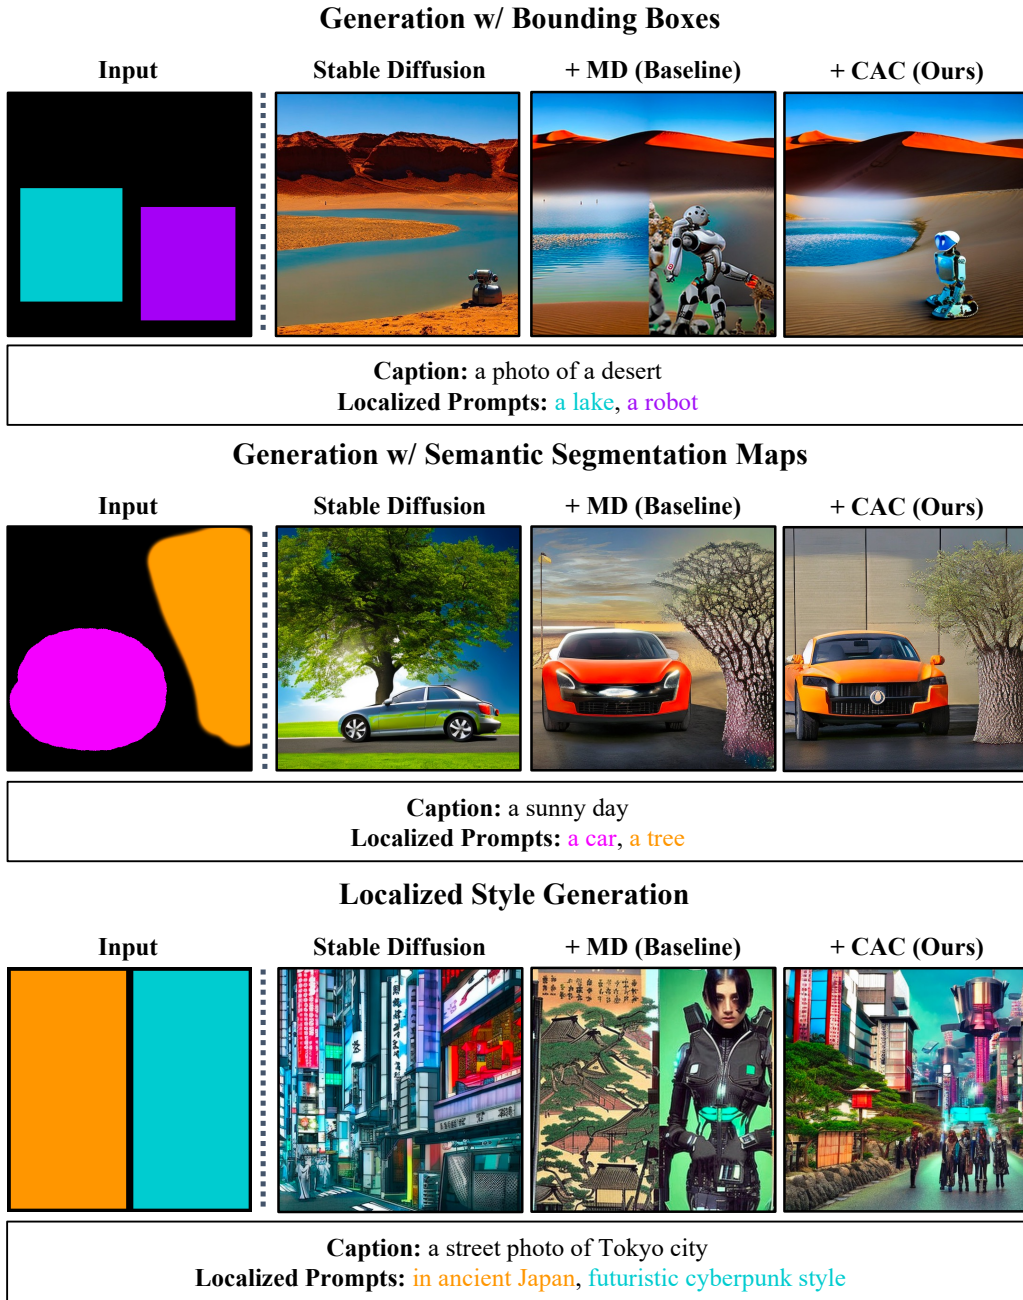 Generation w/ Bounding Boxes
Input
Stable Diffusion
+ MD (Baseline)
+ CAC (Ours)
Caption: a photo of a desert
Localized Prompts: a lake, a robot
Generation w/ Semantic Segmentation Maps
Input
Stable Diffusion
+ MD (Baseline)
+ CAC (Ours)
Caption: a sunny day
Localized Prompts: a car, a tree
Localized Style Generation
Input
Stable Diffusion
+ MD (Baseline)
+ CAC (Ours)
Caption: a street photo of Tokyo city
Localized Prompts: in ancient Japan, futuristic cyberpunk style